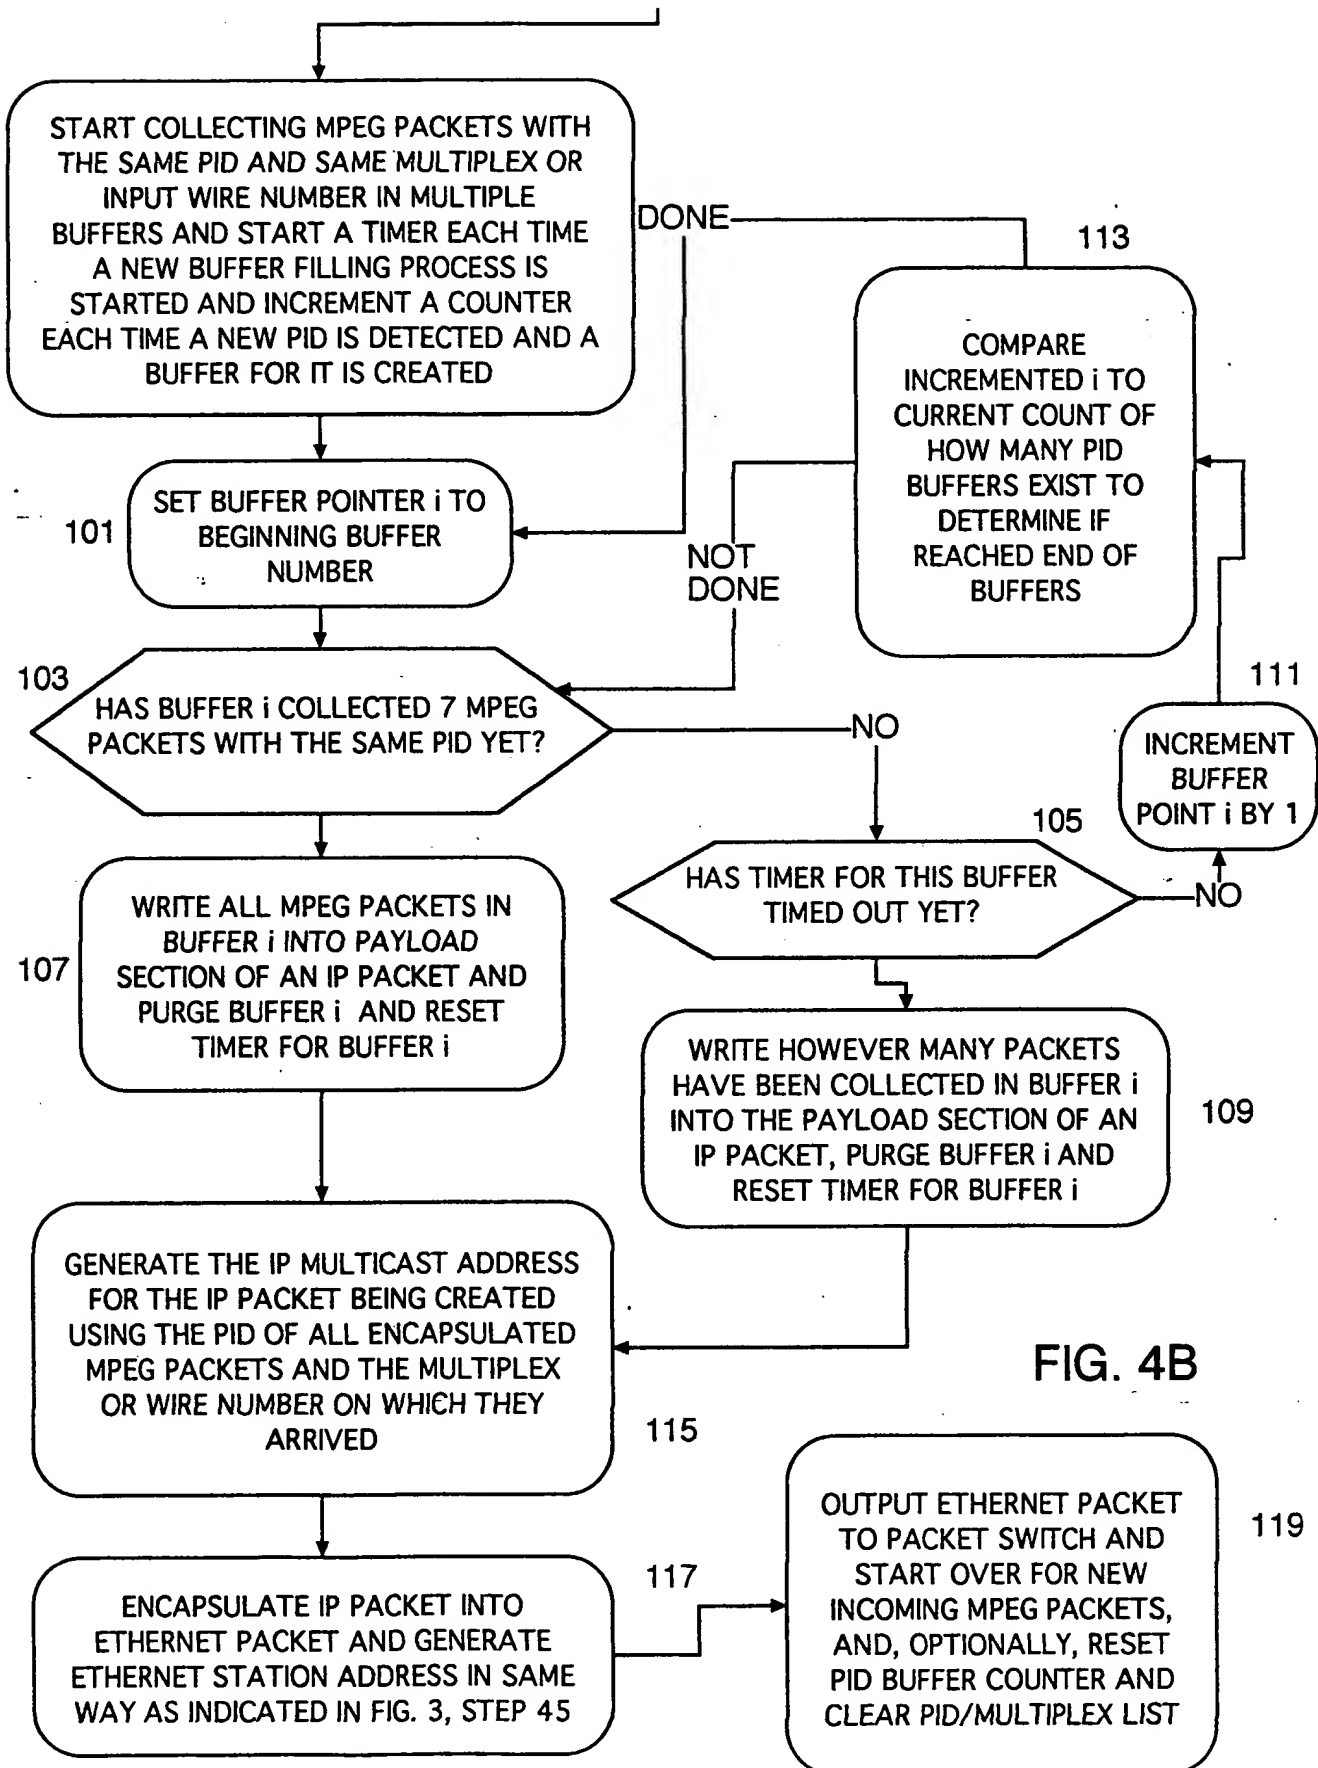 START COLLECTING MPEG PACKETS WITH
THE SAME PID AND SAME MULTIPLEX OR
INPUT WIRE NUMBER IN MULTIPLE
BUFFERS AND START A TIMER EACH TIME
A NEW BUFFER FILLING PROCESS IS
STARTED AND INCREMENT A COUNTER
EACH TIME A NEW PID IS DETECTED AND A
BUFFER FOR IT IS CREATED
DONE
113
COMPARE
INCREMENTED i TO
CURRENT COUNT OF
HOW MANY PID
BUFFERS EXIST TO
DETERMINE IF
REACHED END OF
BUFFERS
101
SET BUFFER POINTER i TO
BEGINNING BUFFER
NUMBER
NOT
DONE
103
HAS BUFFER i COLLECTED 7 MPEG
PACKETS WITH THE SAME PID YET?
NO
111
INCREMENT
BUFFER
POINT i BY 1
105
HAS TIMER FOR THIS BUFFER
TIMED OUT YET?
NO
107
WRITE ALL MPEG PACKETS IN
BUFFER i INTO PAYLOAD
SECTION OF AN IP PACKET AND
PURGE BUFFER i AND RESET
TIMER FOR BUFFER i
WRITE HOWEVER MANY PACKETS
HAVE BEEN COLLECTED IN BUFFER i
INTO THE PAYLOAD SECTION OF AN
IP PACKET, PURGE BUFFER i AND
RESET TIMER FOR BUFFER i
109
GENERATE THE IP MULTICAST ADDRESS
FOR THE IP PACKET BEING CREATED
USING THE PID OF ALL ENCAPSULATED
MPEG PACKETS AND THE MULTIPLEX
OR WIRE NUMBER ON WHICH THEY
ARRIVED
115
FIG. 4B
ENCAPSULATE IP PACKET INTO
ETHERNET PACKET AND GENERATE
ETHERNET STATION ADDRESS IN SAME
WAY AS INDICATED IN FIG. 3, STEP 45
117
OUTPUT ETHERNET PACKET
TO PACKET SWITCH AND
START OVER FOR NEW
INCOMING MPEG PACKETS,
AND, OPTIONALLY, RESET
PID BUFFER COUNTER AND
CLEAR PID/MULTIPLEX LIST
119